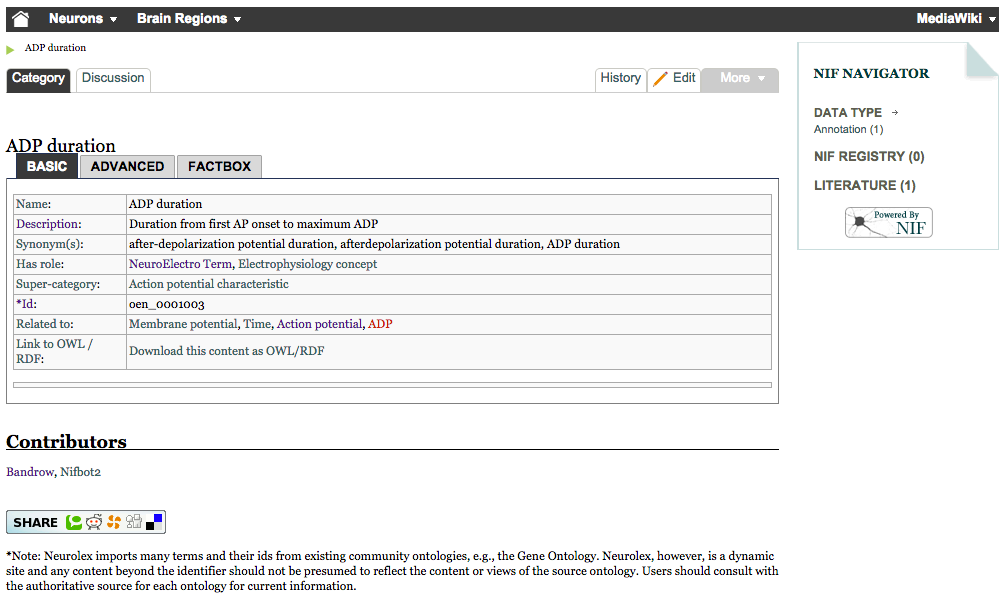 Neurons Brain Regions MediaWiki
ADP duration
Category Discussion History Edit More
ADP duration
BASIC ADVANCED FACTBOX
Name: ADP duration
Description: Duration from first AP onset to maximum ADP
Synonym(s): after-depolarization potential duration, afterdepolarization potential duration, ADP duration
Has role: NeuroElectro Term, Electrophysiology concept
Super-category: Action potential characteristic
*Id: oen_0001003
Related to: Membrane potential, Time, Action potential, ADP
Link to OWL /
RDF: Download this content as OWL/RDF
Contributors
Bandrow, Nifbot2
SHARE
*Note: Neurolex imports many terms and their ids from existing community ontologies, e.g., the Gene Ontology. Neurolex, however, is a dynamic
site and any content beyond the identifier should not be presumed to reflect the content or views of the source ontology. Users should consult with
the authoritative source for each ontology for current information.
NIF NAVIGATOR
DATA TYPE →
Annotation (1)
NIF REGISTRY (0)
LITERATURE (1)
Powered By
NIF